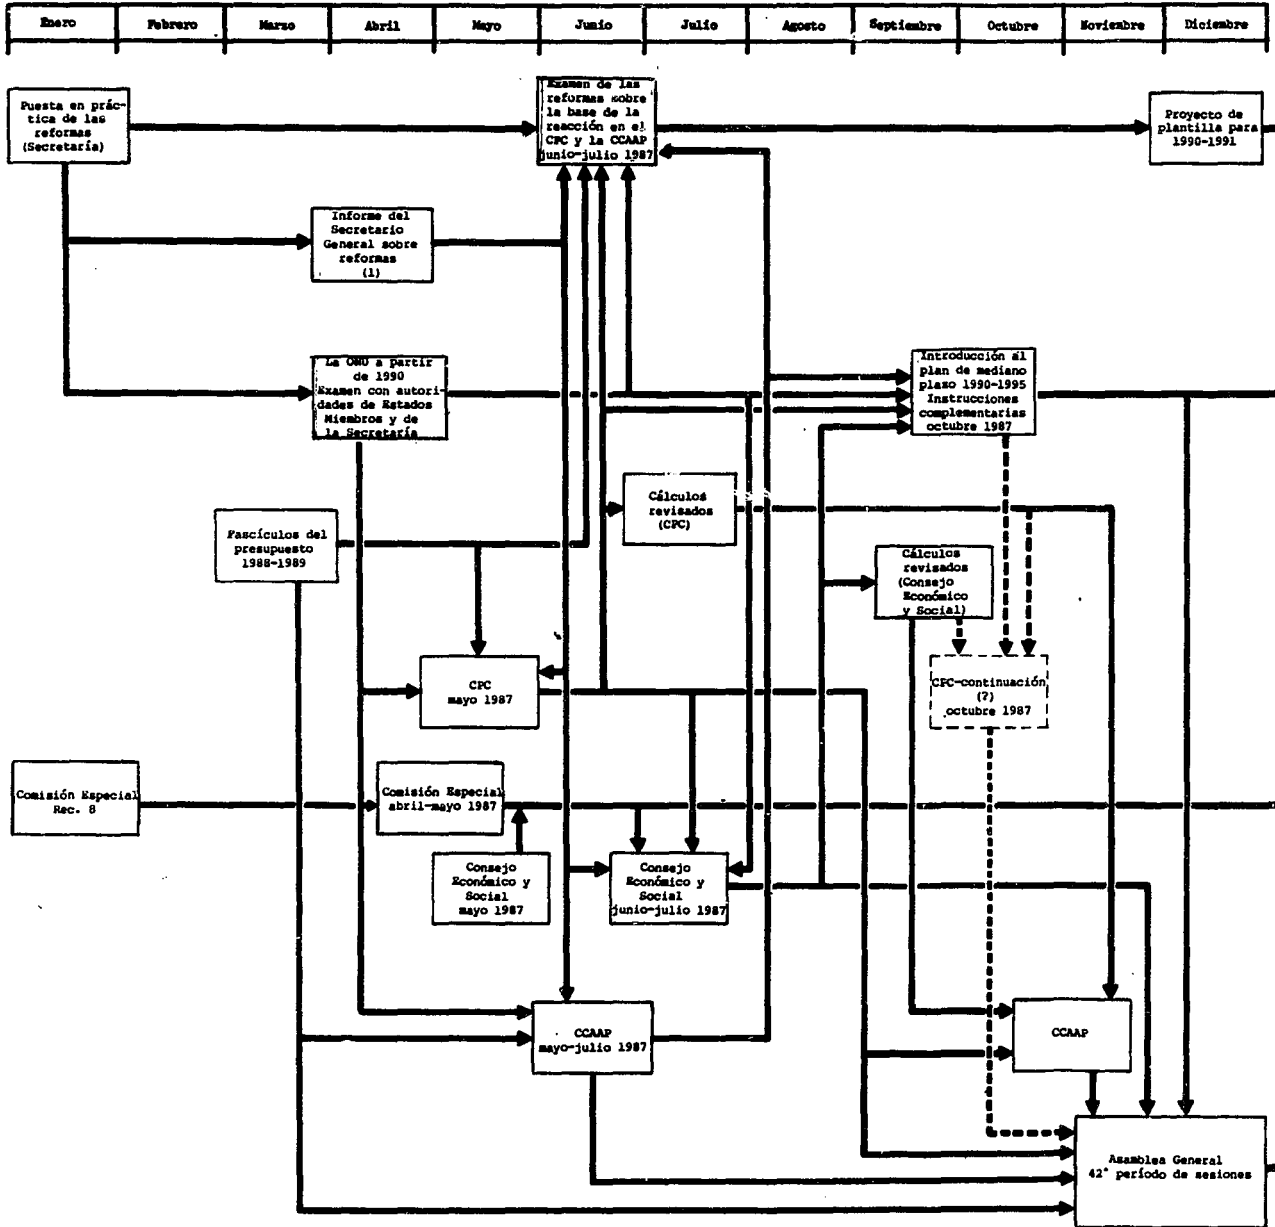 Enero
Febrero
Marzo
Abril
Mayo
Junio
Julio
Agosto
Septiembre
Octubre
Noviembre
Diciembre
Puesta en prác-
tica de las
reformas
(Secretaría)
Examen de las
reformas sobre
la base de la
reacción en el
CPC y la CCAAP
junio-julio 1987
Proyecto de
plantilla para
1990-1991
Informe del
Secretario
General sobre
reformas
(1)
La ONU a partir
de 1990
Examen con autori-
dades de Estados
Miembros y de
la Secretaría
Introducción al
plan de mediano
plazo 1990-1995
Instrucciones
complementarias
octubre 1987
Cálculos
revisados
(CPC)
Fascículos del
presupuesto
1988-1989
Cálculos
revisados
(Consejo
Económico
y Social)
CPC
mayo 1987
CPC-continuación
(?)
octubre 1987
Comisión Especial
Rec. 8
Comisión Especial
abril-mayo 1987
Consejo
Económico y
Social
mayo 1987
Consejo
Económico y
Social
junio-julio 1987
CCAAP
mayo-julio 1987
CCAAP
Asamblea General
42° período de sesiones